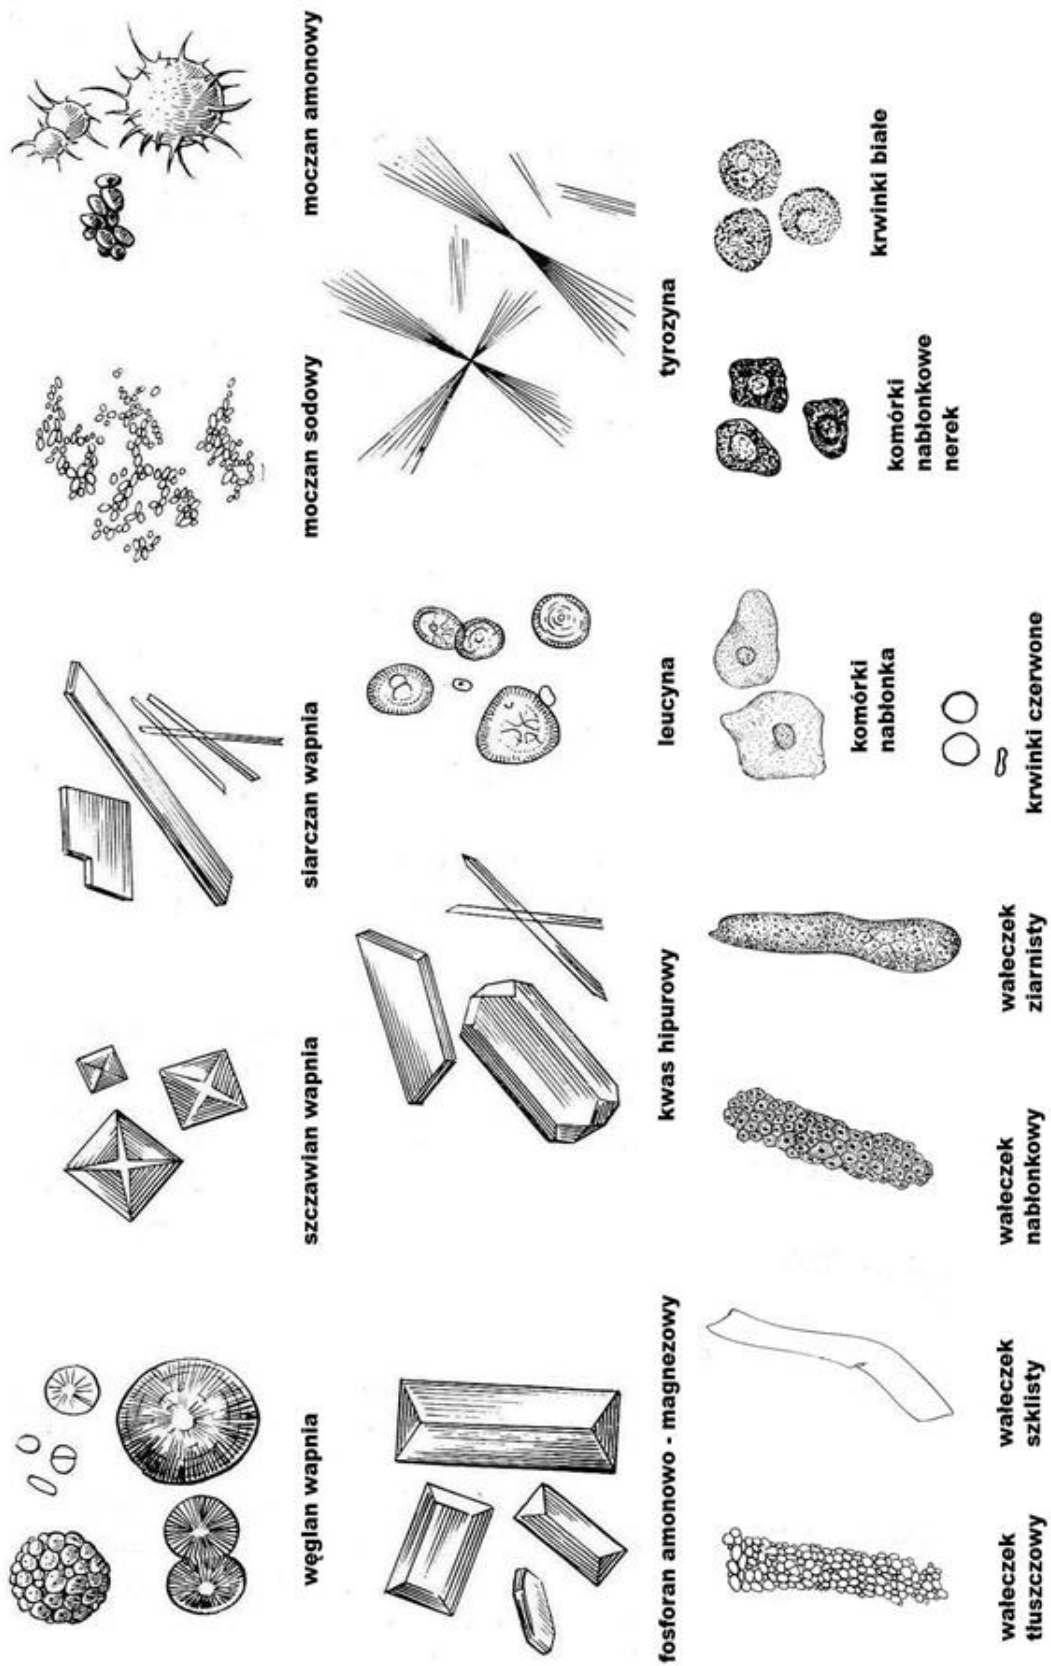 węglan wapnia
szczawian wapnia
siarczan wapnia
moczan sodowy
moczan amonowy
fosforan amonowo - magnezowy
kwas hipurowy
leucyna
tyrozyna
wałeczek
tłuszczowy
wałeczek
szklisty
wałeczek
nabłonkowy
wałeczek
ziarnisty
komórki
nabłonka
krwinki czerwone
komórki
nabłonkowe
nerek
krwinki białe